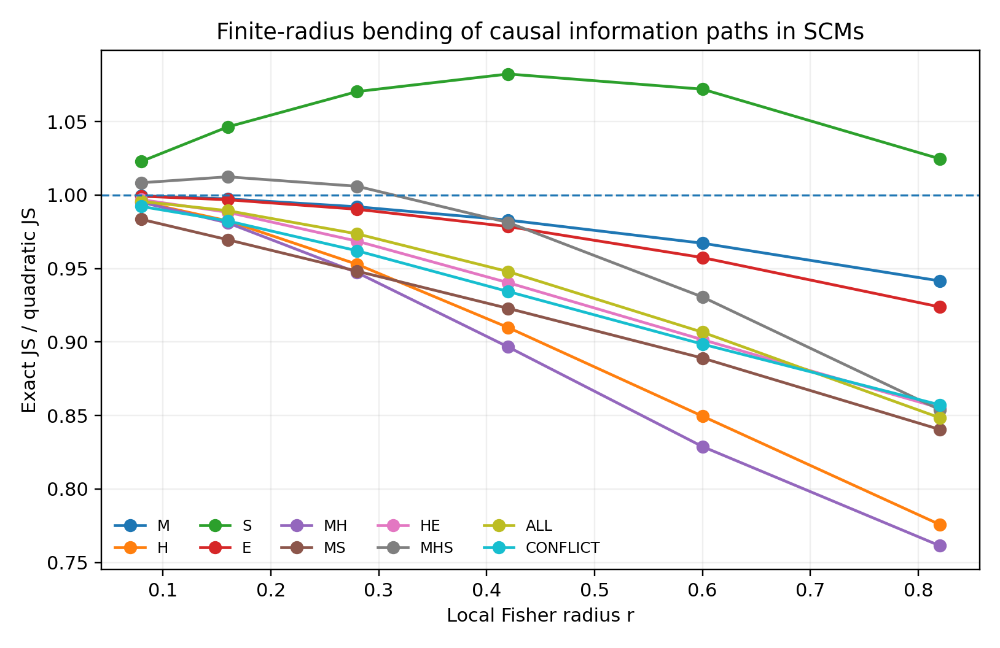 Finite-radius bending of causal information paths in SCMs
Exact JS / quadratic JS
1.05
1.00
0.95
0.90
0.85
0.80
0.75
M S MH HE ALL
H E MS MHS CONFLICT
0.1 0.2 0.3 0.4 0.5 0.6 0.7 0.8
Local Fisher radius r